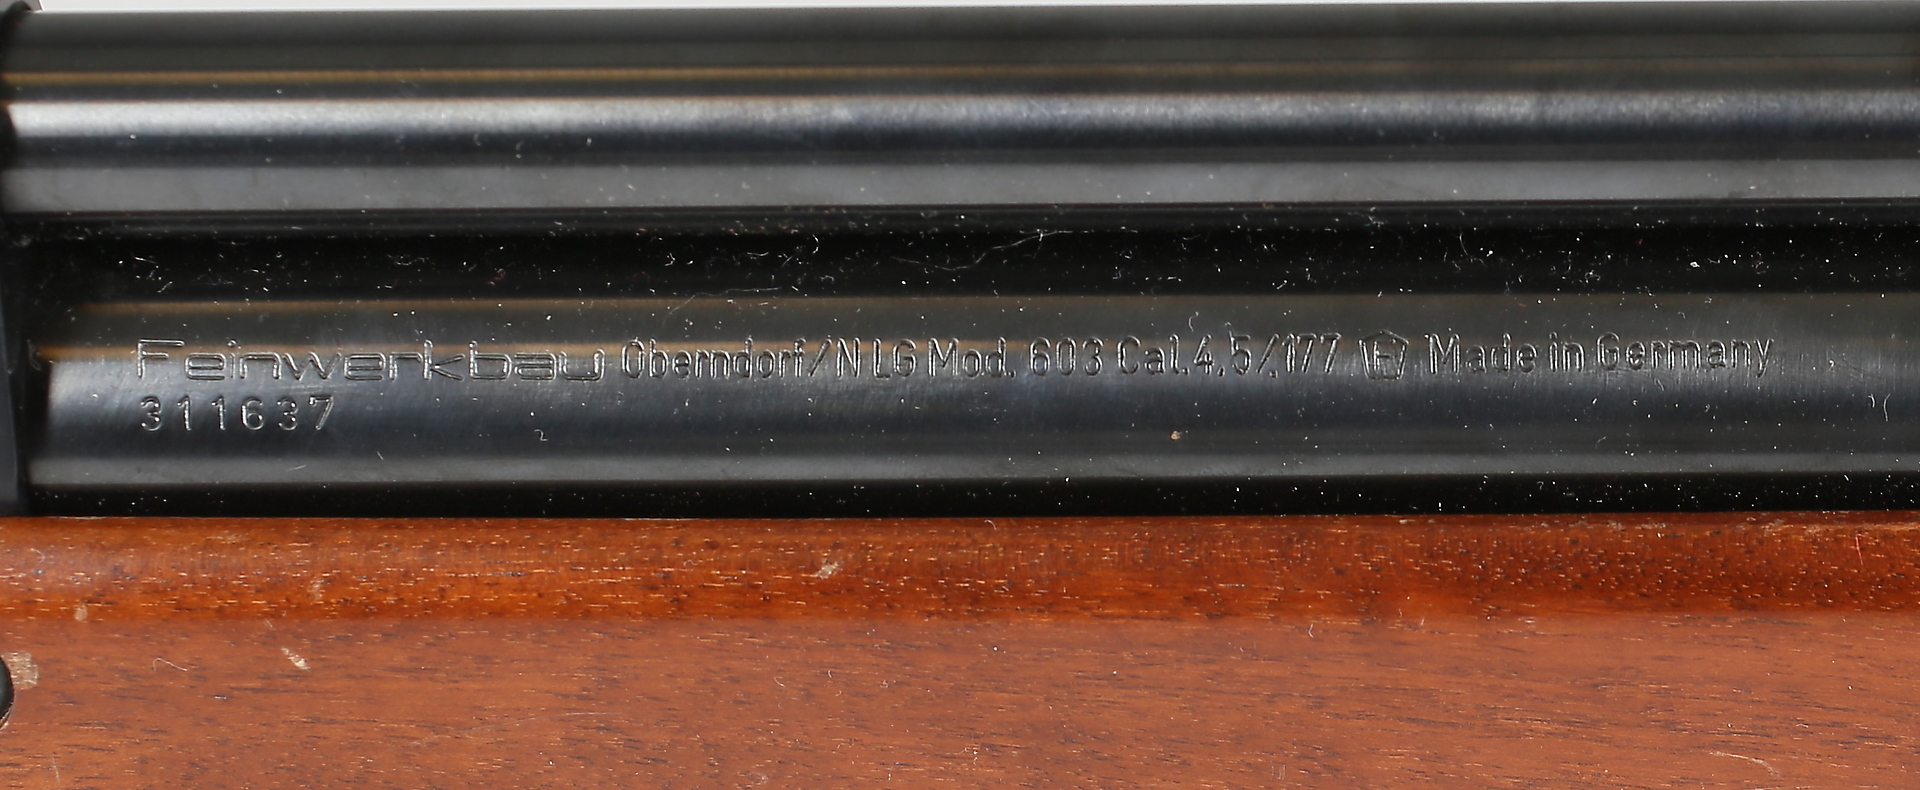 Feinwerkbau Oberndorf/N LG Mod. 603 Cal.4,5/.177 F Made in Germany
311637